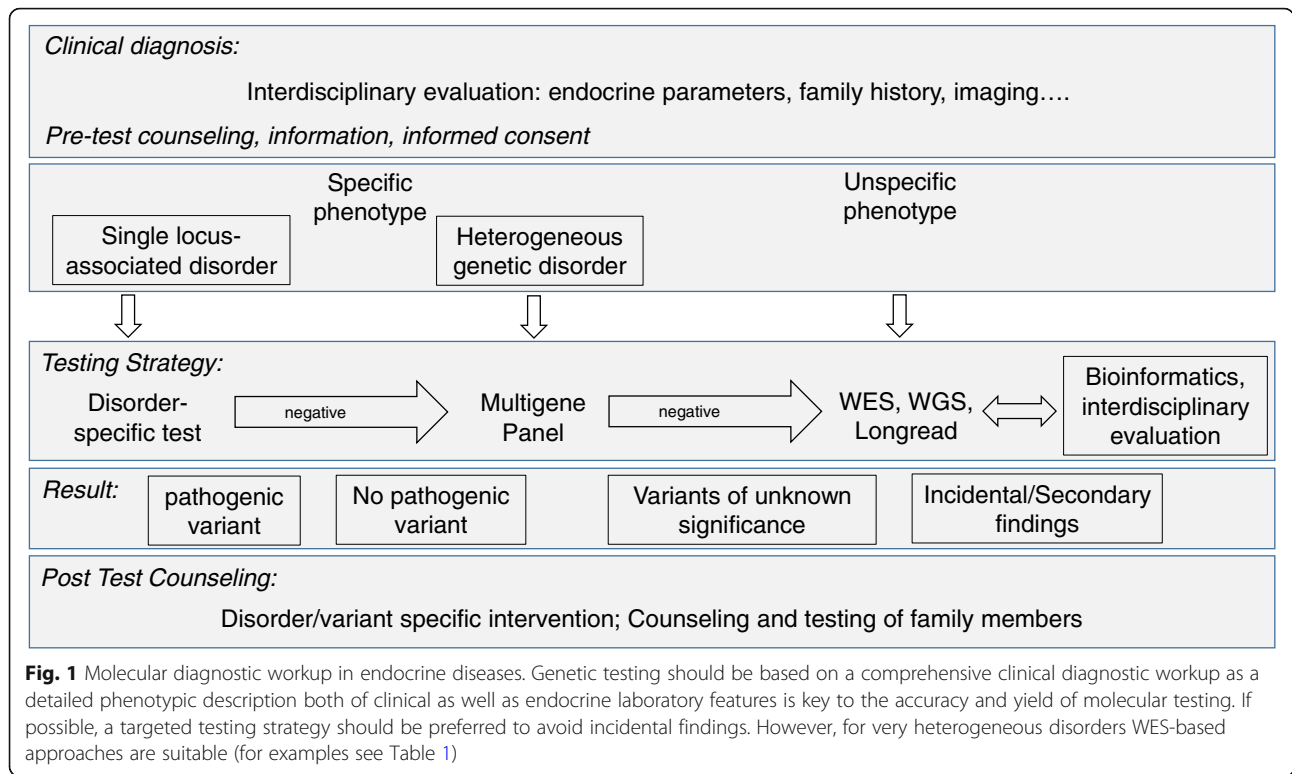 Clinical diagnosis:
Interdisciplinary evaluation: endocrine parameters, family history, imaging....
Pre-test counseling, information, informed consent
Specific
phenotype
Unspecific
phenotype
Single locus-
associated disorder
Heterogeneous
genetic disorder
Testing Strategy:
Disorder-
specific test
negative
Multigene
Panel
negative
WES, WGS,
Longread
Bioinformatics,
interdisciplinary
evaluation
Result:
pathogenic
variant
No pathogenic
variant
Variants of unknown
significance
Incidental/Secondary
findings
Post Test Counseling:
Disorder/variant specific intervention; Counseling and testing of family members
Fig. 1 Molecular diagnostic workup in endocrine diseases. Genetic testing should be based on a comprehensive clinical diagnostic workup as a
detailed phenotypic description both of clinical as well as endocrine laboratory features is key to the accuracy and yield of molecular testing. If
possible, a targeted testing strategy should be preferred to avoid incidental findings. However, for very heterogeneous disorders WES-based
approaches are suitable (for examples see Table 1)